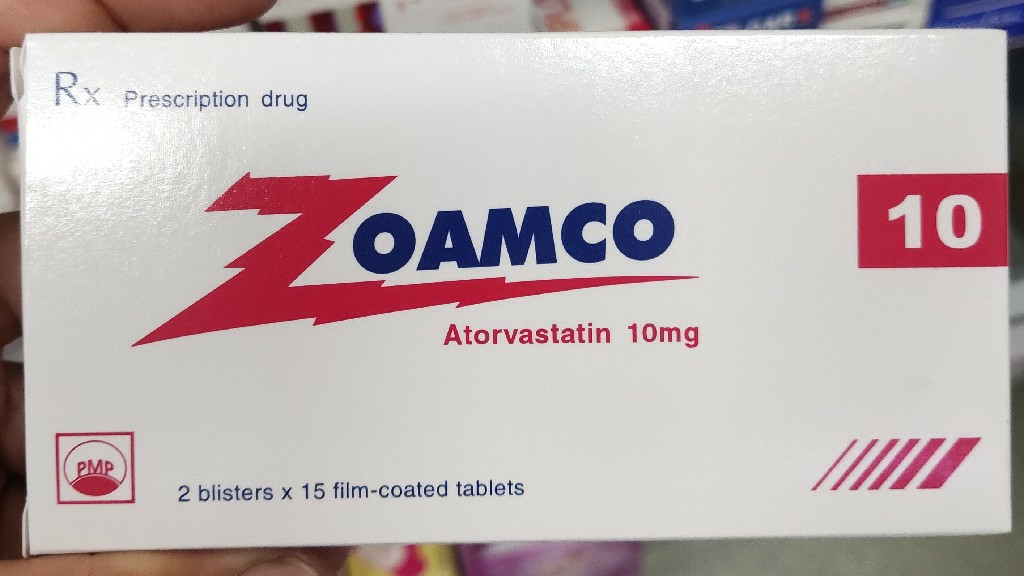 Rx Prescription drug
ZOAMCO
10
Atorvastatin 10mg
PMP
2 blisters x 15 film-coated tablets